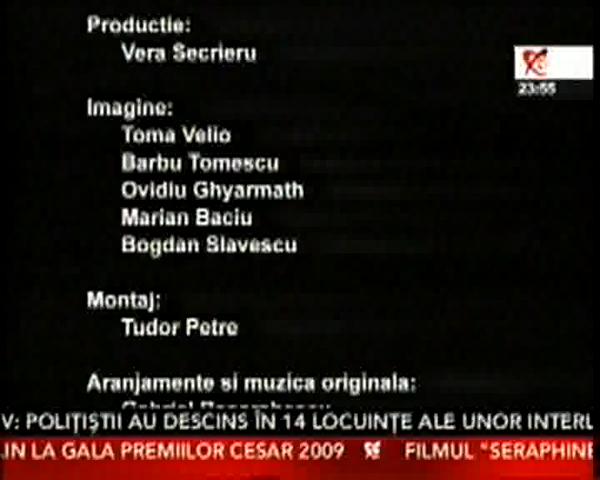 Productie:
Vera Secrieru
23:55
Imagine:
Toma Velio
Barbu Tomescu
Ovidiu Ghyarmath
Marian Baciu
Bogdan Slavescu
Montaj:
Tudor Petre
Aranjamente si muzica originala:
Gabriel
V: POLIȚIȘTII AU DESCINS ÎN 14 LOCUINȚE ALE UNOR INTERL
IN LA GALA PREMIILOR CESAR 2009 FILMUL "SERAPHINE